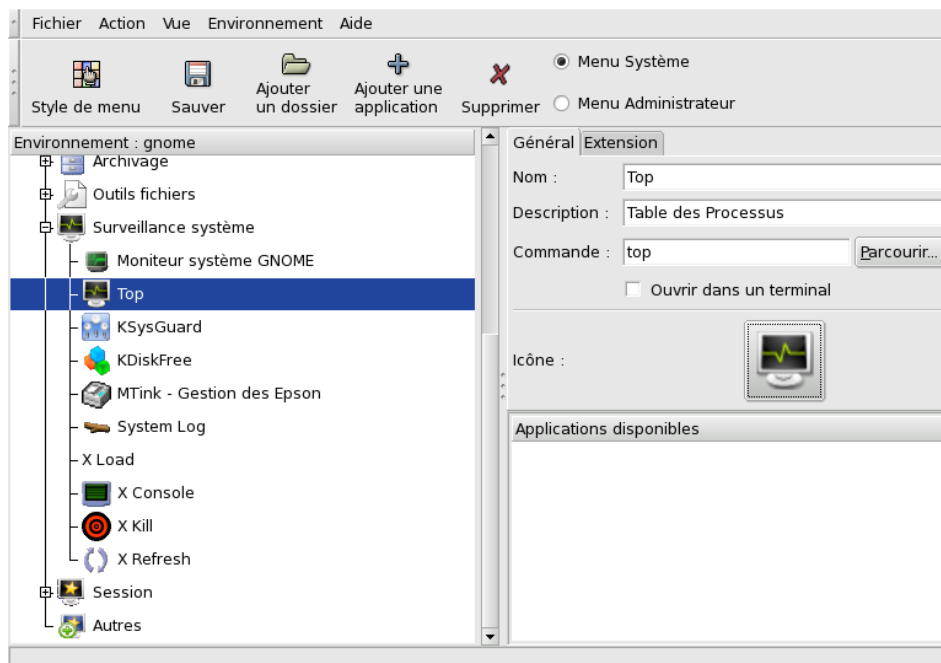 Fichier Action Vue Environnement Aide
Style de menu
Sauver
Ajouter
un dossier
Ajouter une
application
Supprimer
Menu Système
Menu Administrateur
Environnement : gnome
Archivage
Outils fichiers
Surveillance système
Moniteur système GNOME
Top
KSysGuard
KDiskFree
MTink - Gestion des Epson
System Log
X Load
X Console
X Kill
X Refresh
Session
Autres
Général Extension
Nom : Top
Description : Table des Processus
Commande : top Parcourir...
Ouvrir dans un terminal
Icône :
Applications disponibles